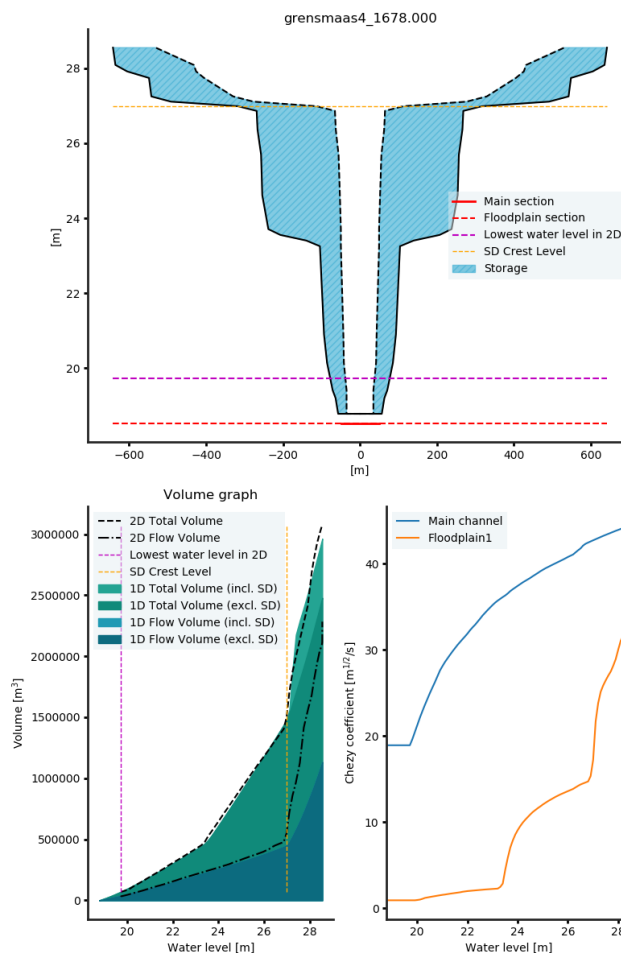 grensmaas4_1678.000
28
26
24
22
20
[m]
Main section
Floodplain section
Lowest water level in 2D
SD Crest Level
Storage
−600
−400
−200
0
200
400
600
[m]
Volume graph
3000000
2500000
2000000
1500000
1000000
500000
0
Volume [m³]
2D Total Volume
2D Flow Volume
Lowest water level in 2D
SD Crest Level
1D Total Volume (incl. SD)
1D Total Volume (excl. SD)
1D Flow Volume (incl. SD)
1D Flow Volume (excl. SD)
20
22
24
26
28
Water level [m]
Main channel
Floodplain1
40
30
20
10
0
Chezy coefficient [m¹/²/s]
20
22
24
26
28
Water level [m]